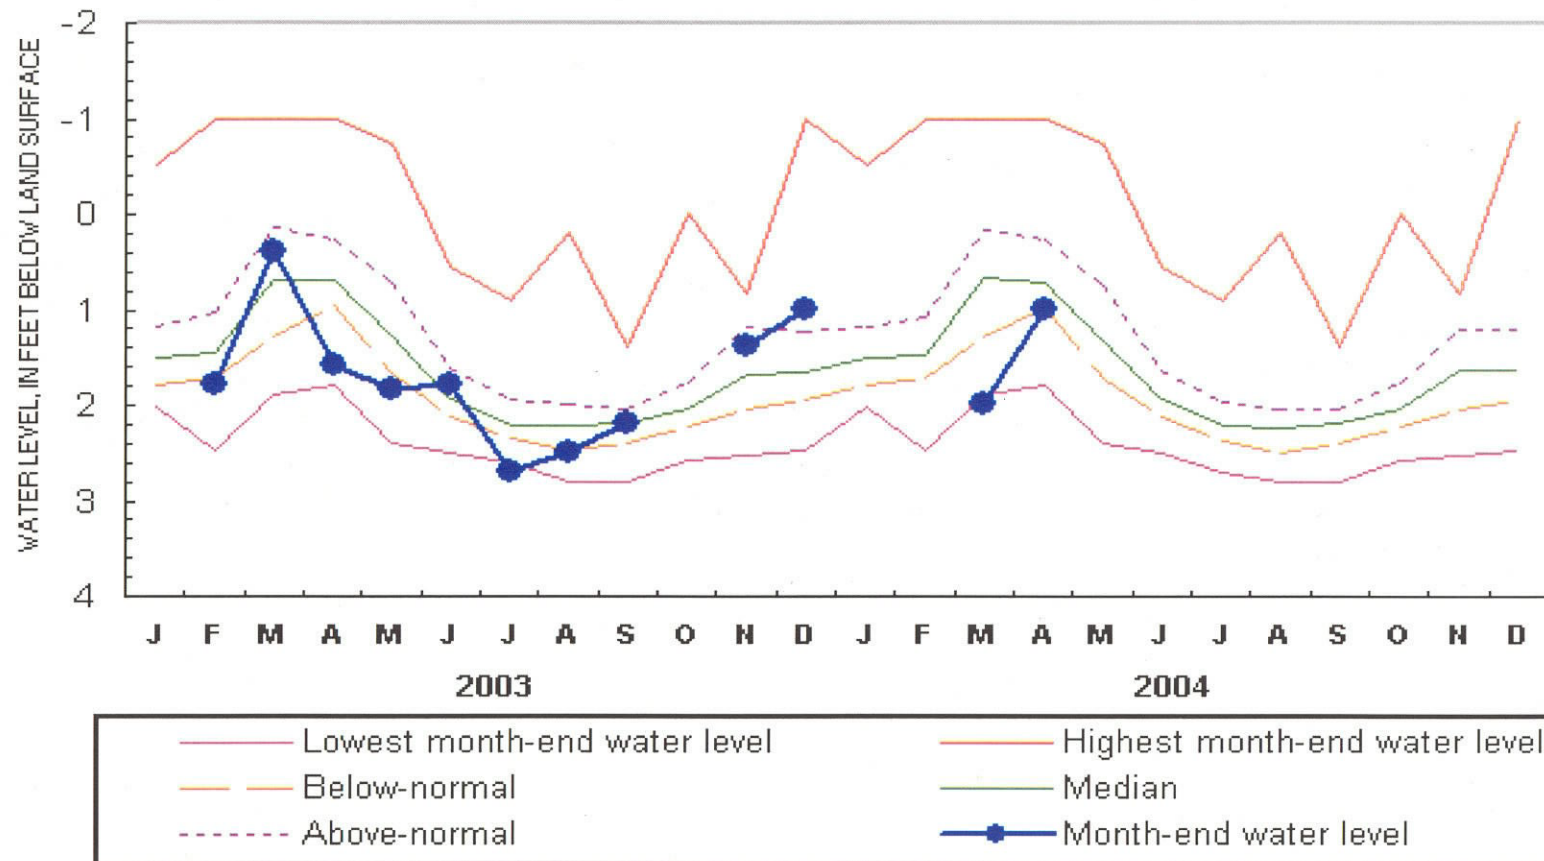 WATER LEVEL, IN FEET BELOW LAND SURFACE
-2
-1
0
1
2
3
4
J F M A M J J A S O N D J F M A M J J A S O N D
2003 2004
Lowest month-end water level Highest month-end water level
Below-normal Median
Above-normal Month-end water level